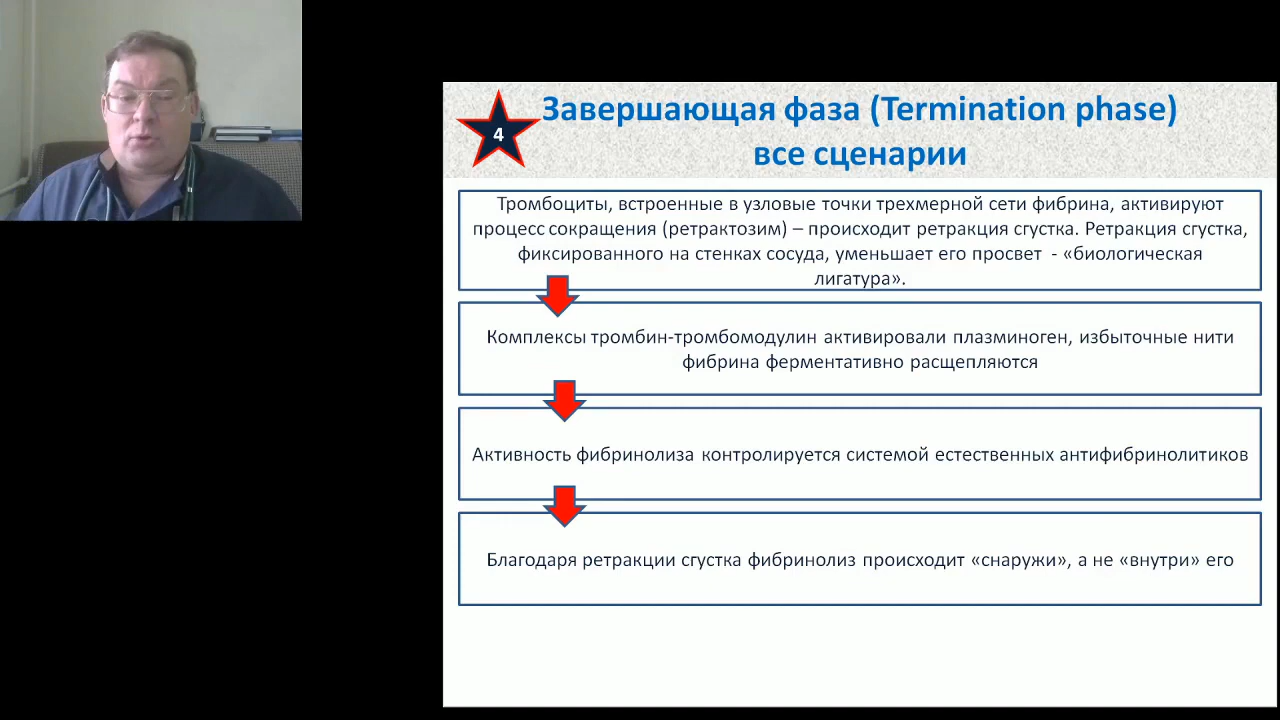 4
Завершающая фаза (Termination phase)
все сценарии
Тромбоциты, встроенные в узловые точки трехмерной сети фибрина, активируют
процесс сокращения (ретрактозим) – происходит ретракция сгустка. Ретракция сгустка,
фиксированного на стенках сосуда, уменьшает его просвет - «биологическая
лигатура».
Комплексы тромбин-тромбомодулин активировали плазминоген, избыточные нити
фибрина ферментативно расщепляются
Активность фибринолиза контролируется системой естественных антифибринолитиков
Благодаря ретракции сгустка фибринолиз происходит «снаружи», а не «внутри» его